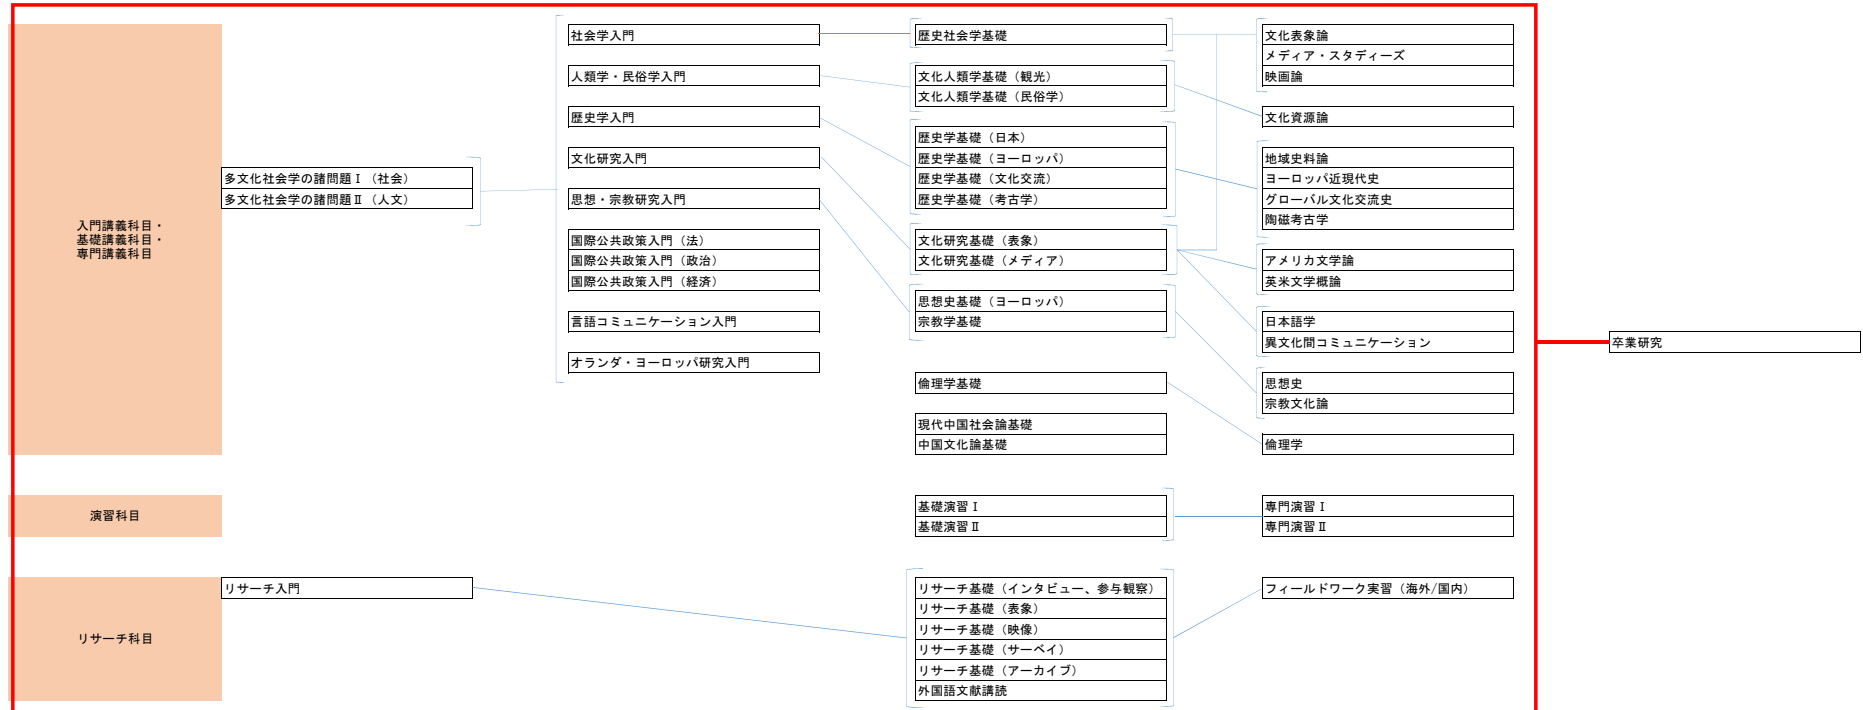 入門講義科目・
基礎講義科目・
専門講義科目
多文化社会学の諸問題Ⅰ（社会）
多文化社会学の諸問題Ⅱ（人文）
社会学入門
人類学・民俗学入門
歴史学入門
文化研究入門
思想・宗教研究入門
国際公共政策入門（法）
国際公共政策入門（政治）
国際公共政策入門（経済）
言語コミュニケーション入門
オランダ・ヨーロッパ研究入門
歴史社会学基礎
文化人類学基礎（観光）
文化人類学基礎（民俗学）
歴史学基礎（日本）
歴史学基礎（ヨーロッパ）
歴史学基礎（文化交流）
歴史学基礎（考古学）
文化研究基礎（表象）
文化研究基礎（メディア）
思想史基礎（ヨーロッパ）
宗教学基礎
倫理学基礎
現代中国社会論基礎
中国文化論基礎
文化表象論
メディア・スタディーズ
映画論
文化資源論
地域史料論
ヨーロッパ近現代史
グローバル文化交流史
陶磁考古学
アメリカ文学論
英米文学概論
日本語学
異文化間コミュニケーション
思想史
宗教文化論
倫理学
卒業研究
演習科目
基礎演習Ⅰ
基礎演習Ⅱ
専門演習Ⅰ
専門演習Ⅱ
リサーチ科目
リサーチ入門
リサーチ基礎（インタビュー、参与観察）
リサーチ基礎（表象）
リサーチ基礎（映像）
リサーチ基礎（サーベイ）
リサーチ基礎（アーカイブ）
外国語文献講読
フィールドワーク実習（海外/国内）